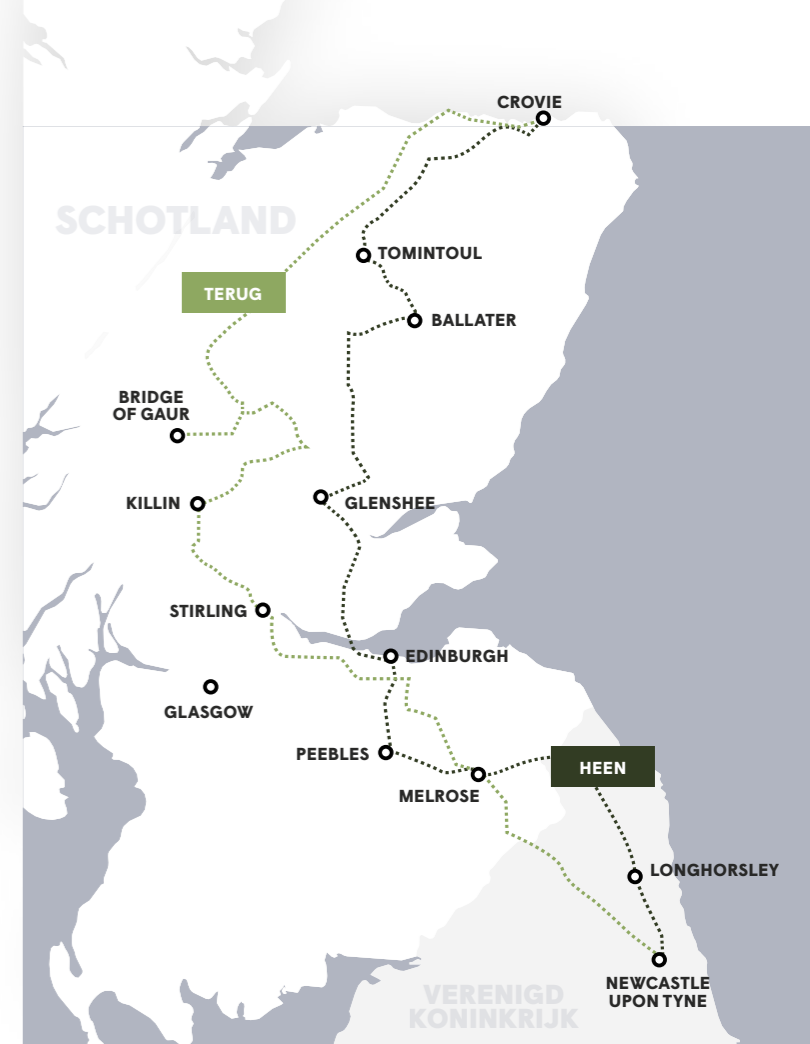 CROVIE
SCHOTLAND
TOMINTOUL
TERUG
BALLATER
BRIDGE
OF GAUR
KILLIN
GLENSHEE
STIRLING
EDINBURGH
GLASGOW
PEEBLES
HEEN
MELROSE
LONGHORSLEY
NEWCASTLE
UPON TYNE
VERENIGD
KONINKRIJK